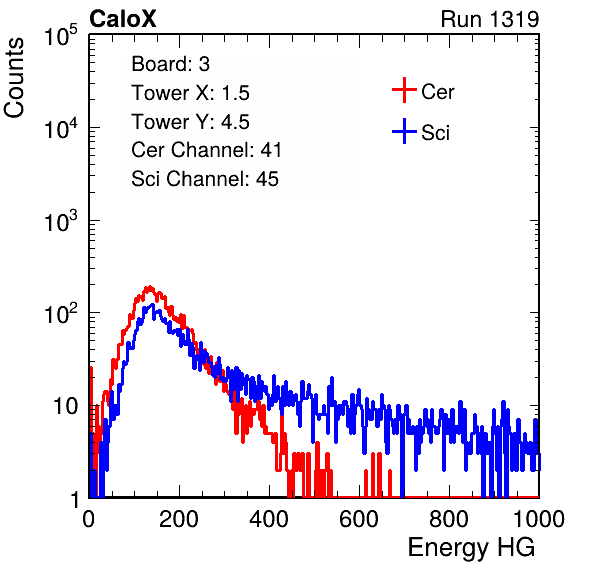 CaloX Run 1319
Counts
10^5
10^4
10^3
10^2
10
1
Board: 3
Tower X: 1.5
Tower Y: 4.5
Cer Channel: 41
Sci Channel: 45
Cer
Sci
0 200 400 600 800 1000
Energy HG